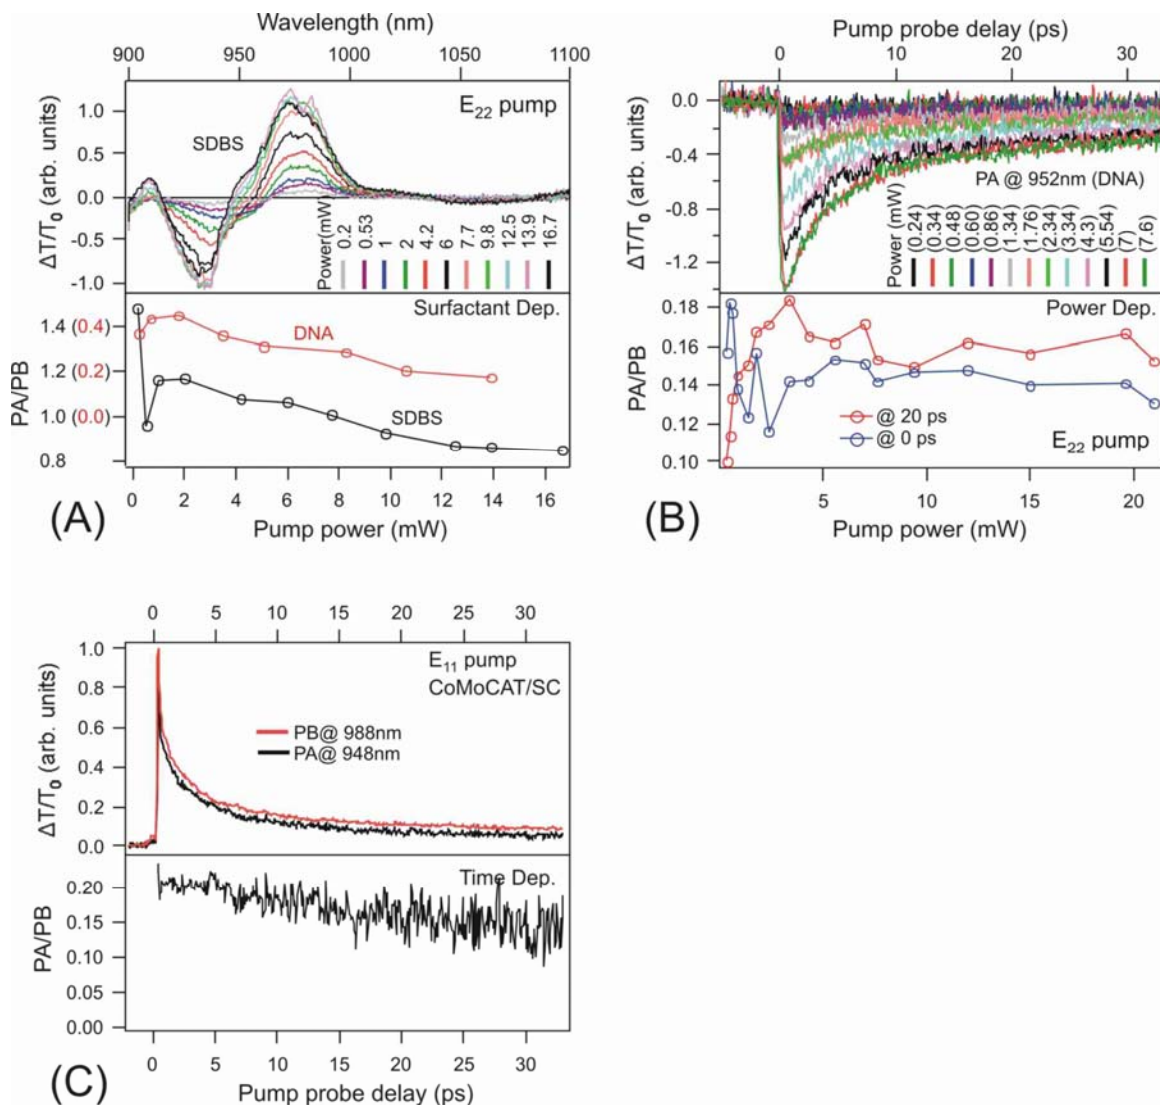 Wavelength (nm)
900 950 1000 1050 1100
E22 pump
SDBS
1.0
0.5
0.0
-0.5
-1.0
ΔT/T0 (arb. units)
Power(mW)
0.2
0.53
1
2
4.2
6
7.7
9.8
12.5
13.9
16.7
Surfactant Dep.
DNA
SDBS
1.4 (0.4)
1.2 (0.2)
1.0 (0.0)
0.8
PA/PB
0 2 4 6 8 10 12 14 16
Pump power (mW)
(A)
Pump probe delay (ps)
0 10 20 30
0.0
-0.4
-0.8
-1.2
ΔT/T0 (arb. units)
PA @ 952nm (DNA)
Power (mW)
(0.24)
(0.34)
(0.48)
(0.60)
(0.86)
(1.34)
(1.76)
(2.34)
(3.34)
(4.3)
(5.54)
(7)
(7.6)
Power Dep.
0.18
0.16
0.14
0.12
0.10
PA/PB
@ 20 ps
@ 0 ps
E22 pump
5 10 15 20
Pump power (mW)
(B)
0 5 10 15 20 25 30
1.0
0.8
0.6
0.4
0.2
0.0
ΔT/T0 (arb. units)
E11 pump
CoMoCAT/SC
PB@ 988nm
PA@ 948nm
Time Dep.
0.20
0.15
0.10
0.05
0.00
PA/PB
0 5 10 15 20 25 30
Pump probe delay (ps)
(C)